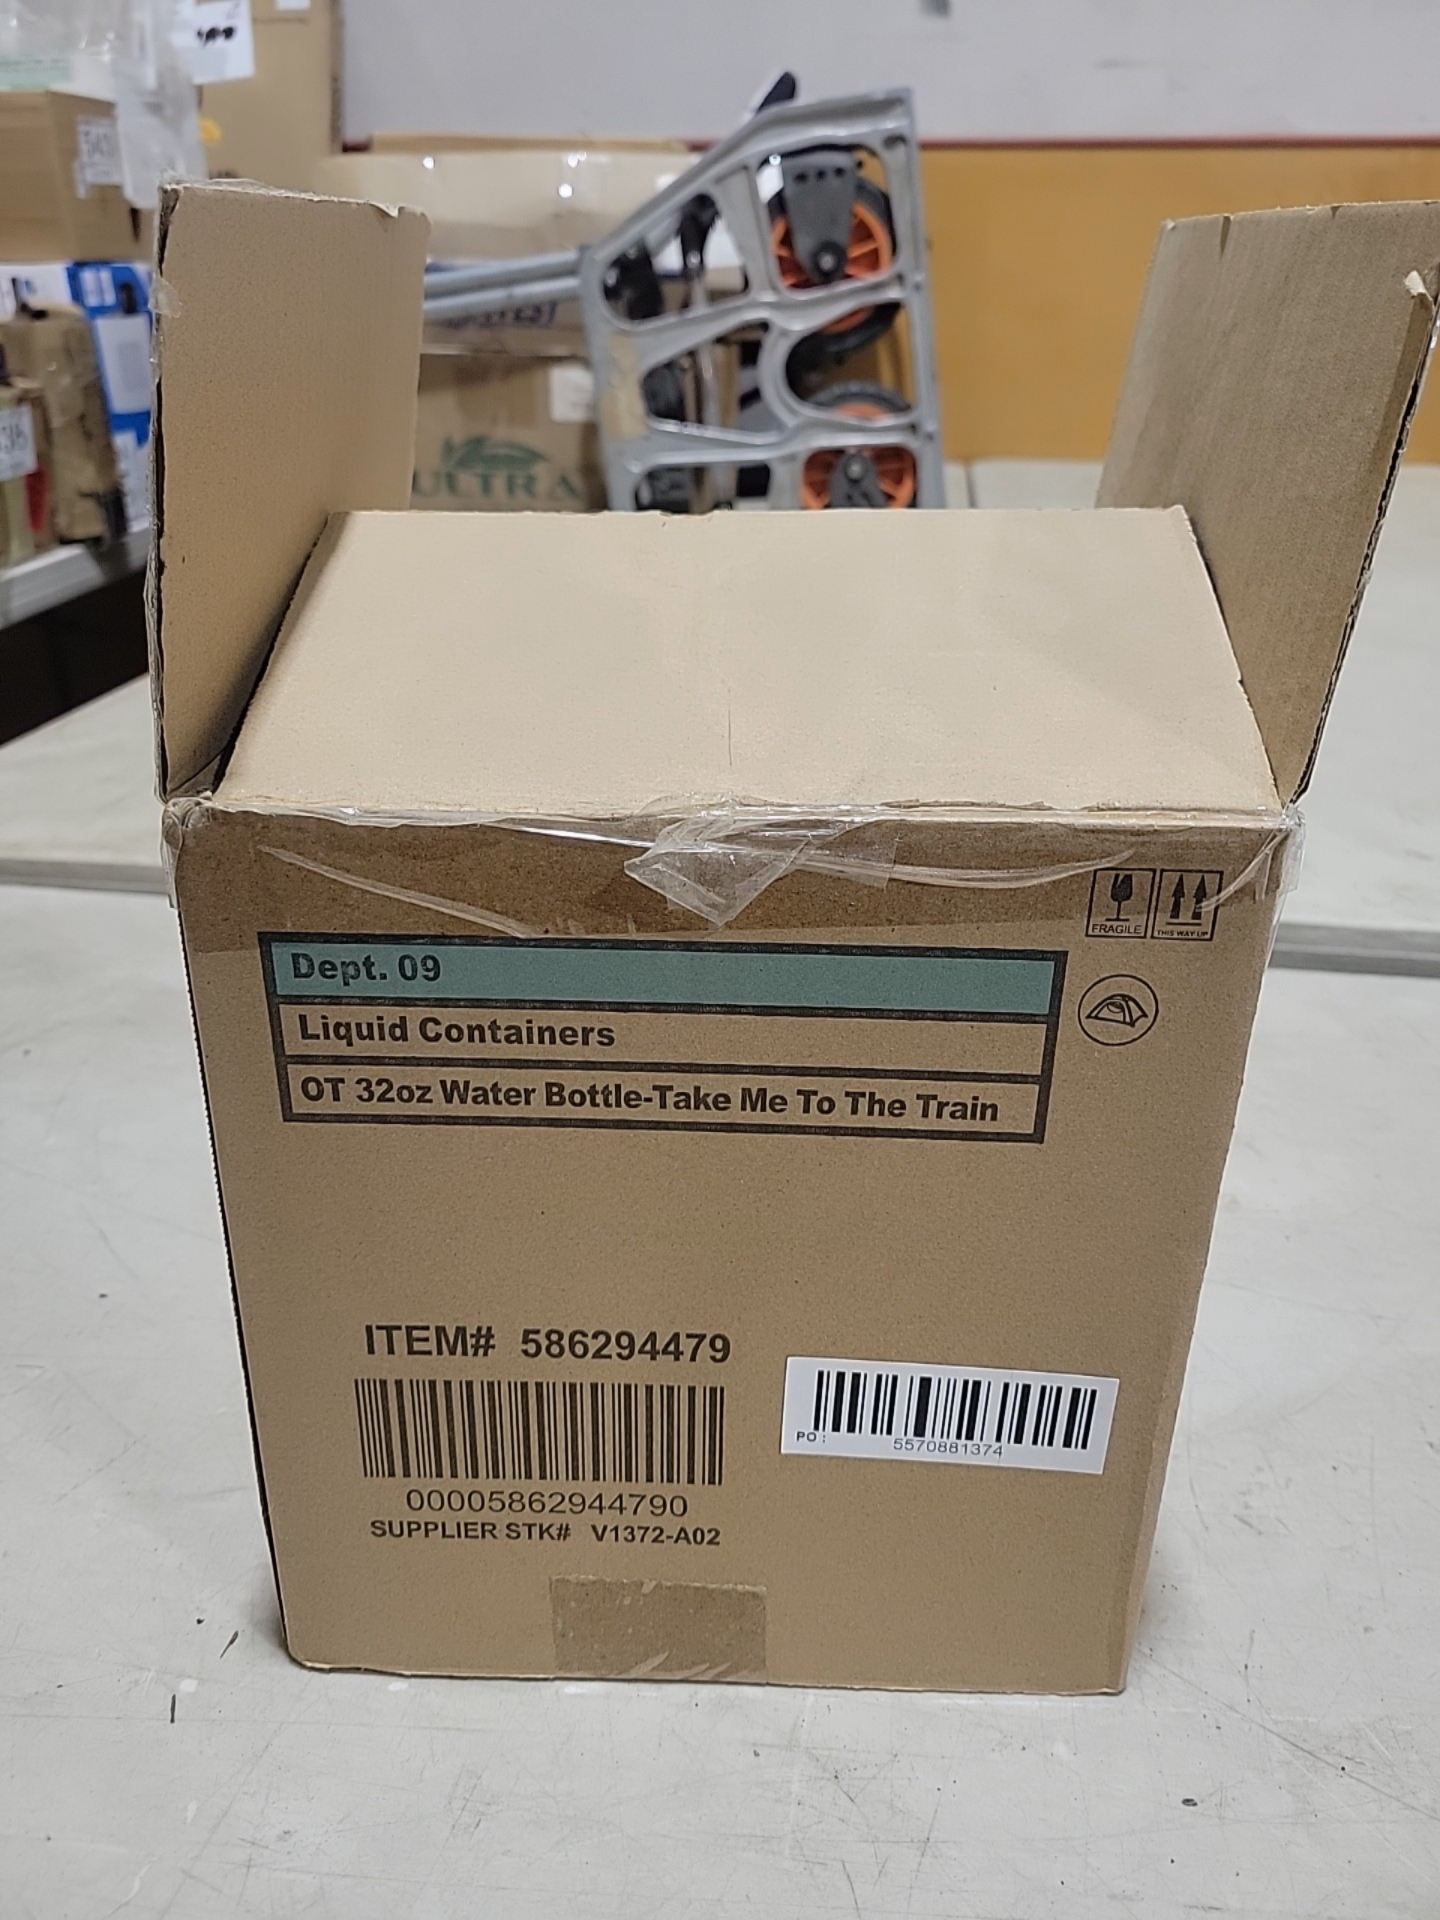 ULTRA
FRAGILE
THIS WAY UP
Dept. 09
Liquid Containers
OT 32oz Water Bottle-Take Me To The Train
ITEM# 586294479
00005862944790
SUPPLIER STK# V1372-A02
PO:
5570881374